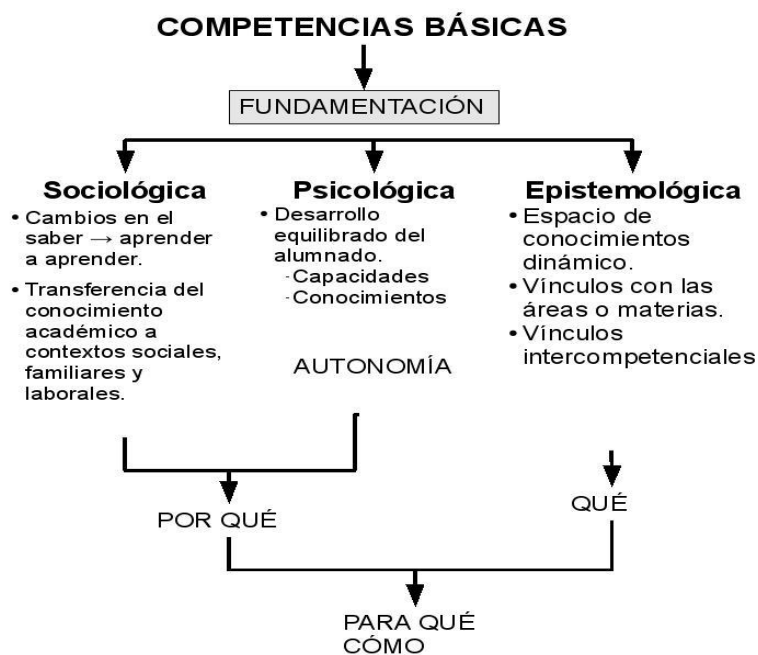 COMPETENCIAS BÁSICAS
FUNDAMENTACIÓN
Sociológica
• Cambios en el
saber → aprender
a aprender.
• Transferencia del
conocimiento
académico a
contextos sociales,
familiares y
laborales.
Psicológica
• Desarrollo
equilibrado del
alumnado.
-Capacidades
-Conocimientos
AUTONOMÍA
Epistemológica
• Espacio de
conocimientos
dinámico.
• Vínculos con las
áreas o materias.
• Vínculos
intercompetenciales
POR QUÉ
QUÉ
PARA QUÉ
CÓMO